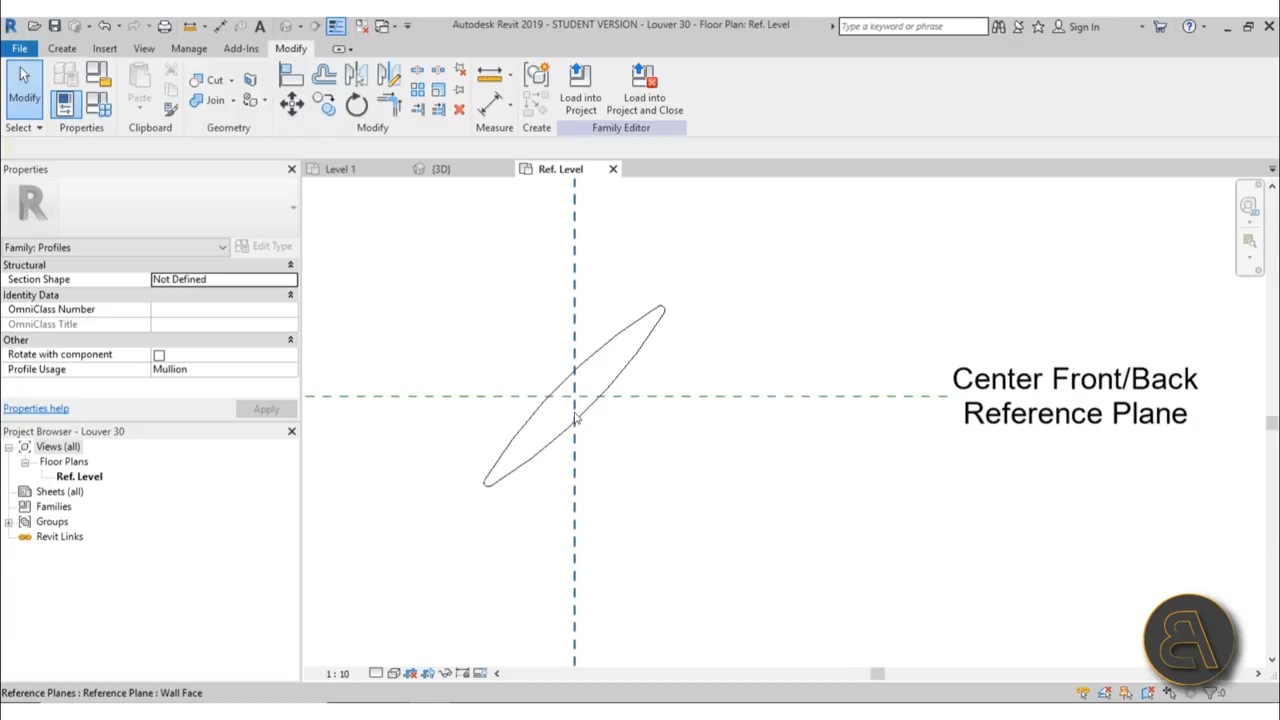 Autodesk Revit 2019 - STUDENT VERSION - Louver 30 - Floor Plan: Ref. Level
Type a keyword or phrase
Sign In
File Create Insert View Manage Add-Ins Modify
Modify
Paste
Cut
Join
Load into
Project
Load into
Project and Close
Select Properties Clipboard Geometry Modify Measure Create Family Editor
Properties
Level 1 {3D} Ref. Level
Family: Profiles
Edit Type
Structural
Section Shape Not Defined
Identity Data
OmniClass Number
OmniClass Title
Other
Rotate with component
Profile Usage Mullion
Properties help
Apply
Center Front/Back
Reference Plane
Project Browser - Louver 30
Views (all)
Floor Plans
Ref. Level
Sheets (all)
Families
Groups
Revit Links
1 : 10
Reference Planes : Reference Plane : Wall Face
:0